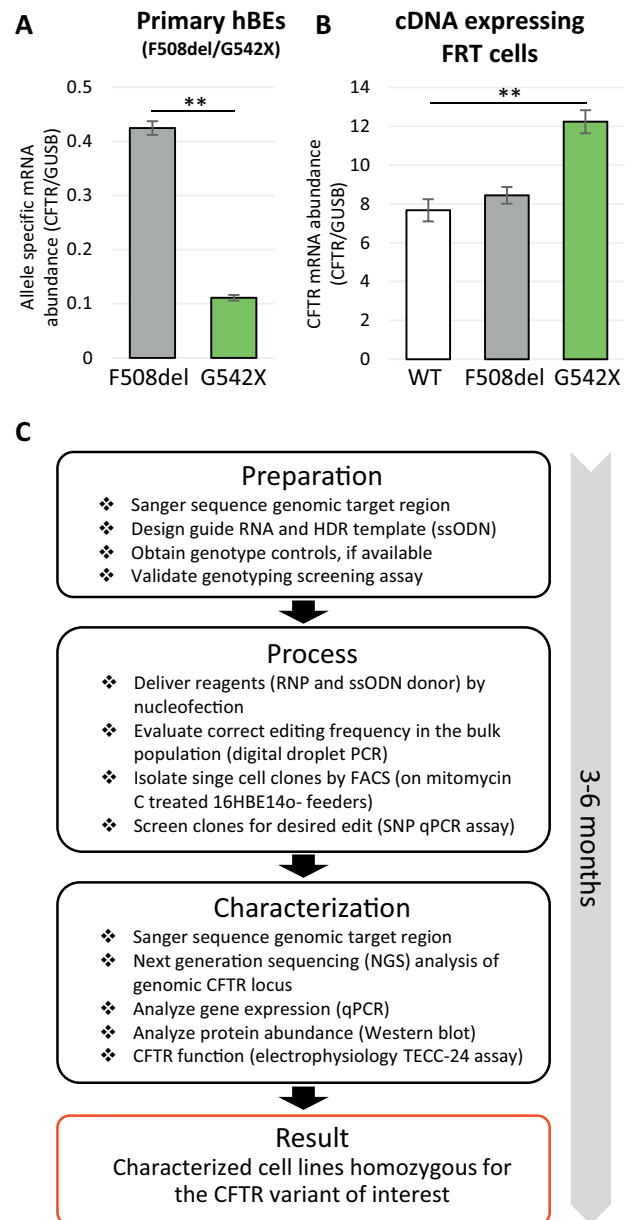 A
Primary hBEs
(F508del/G542X)
Allele specific mRNA
abundance (CFTR/GUSB)
0.5
0.4
0.3
0.2
0.1
0
**
F508del
G542X
B
cDNA expressing
FRT cells
CFTR mRNA abundance
(CFTR/GUSB)
14
12
10
8
6
4
2
0
**
WT
F508del
G542X
C
Preparation
❖ Sanger sequence genomic target region
❖ Design guide RNA and HDR template (ssODN)
❖ Obtain genotype controls, if available
❖ Validate genotyping screening assay
Process
❖ Deliver reagents (RNP and ssODN donor) by
nucleofection
❖ Evaluate correct editing frequency in the bulk
population (digital droplet PCR)
❖ Isolate singe cell clones by FACS (on mitomycin
C treated 16HBE14o- feeders)
❖ Screen clones for desired edit (SNP qPCR assay)
Characterization
❖ Sanger sequence genomic target region
❖ Next generation sequencing (NGS) analysis of
genomic CFTR locus
❖ Analyze gene expression (qPCR)
❖ Analyze protein abundance (Western blot)
❖ CFTR function (electrophysiology TECC-24 assay)
Result
Characterized cell lines homozygous for
the CFTR variant of interest
3-6 months